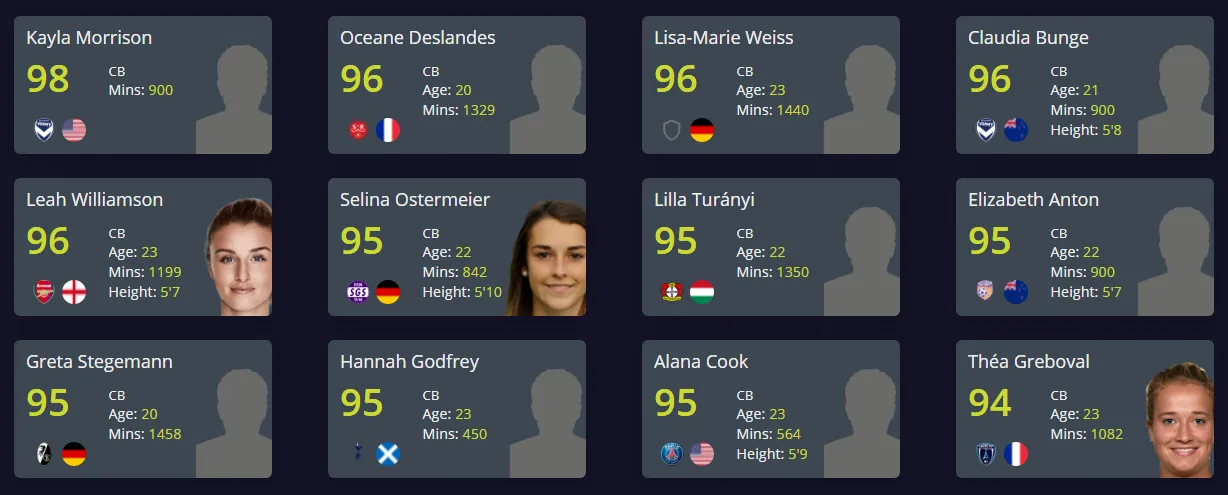 Kayla Morrison
98
CB
Mins: 900
Oceane Deslandes
96
CB
Age: 20
Mins: 1329
Lisa-Marie Weiss
96
CB
Age: 23
Mins: 1440
Claudia Bunge
96
CB
Age: 21
Mins: 900
Height: 5'8
Leah Williamson
96
CB
Age: 23
Mins: 1199
Height: 5'7
Selina Ostermeier
95
CB
Age: 22
Mins: 842
Height: 5'10
SGS
Lilla Turányi
95
CB
Age: 22
Mins: 1350
Elizabeth Anton
95
CB
Age: 22
Mins: 900
Height: 5'7
Greta Stegemann
95
CB
Age: 20
Mins: 1458
Hannah Godfrey
95
CB
Age: 23
Mins: 450
Alana Cook
95
CB
Age: 23
Mins: 564
Height: 5'9
Théa Greboval
94
CB
Age: 23
Mins: 1082